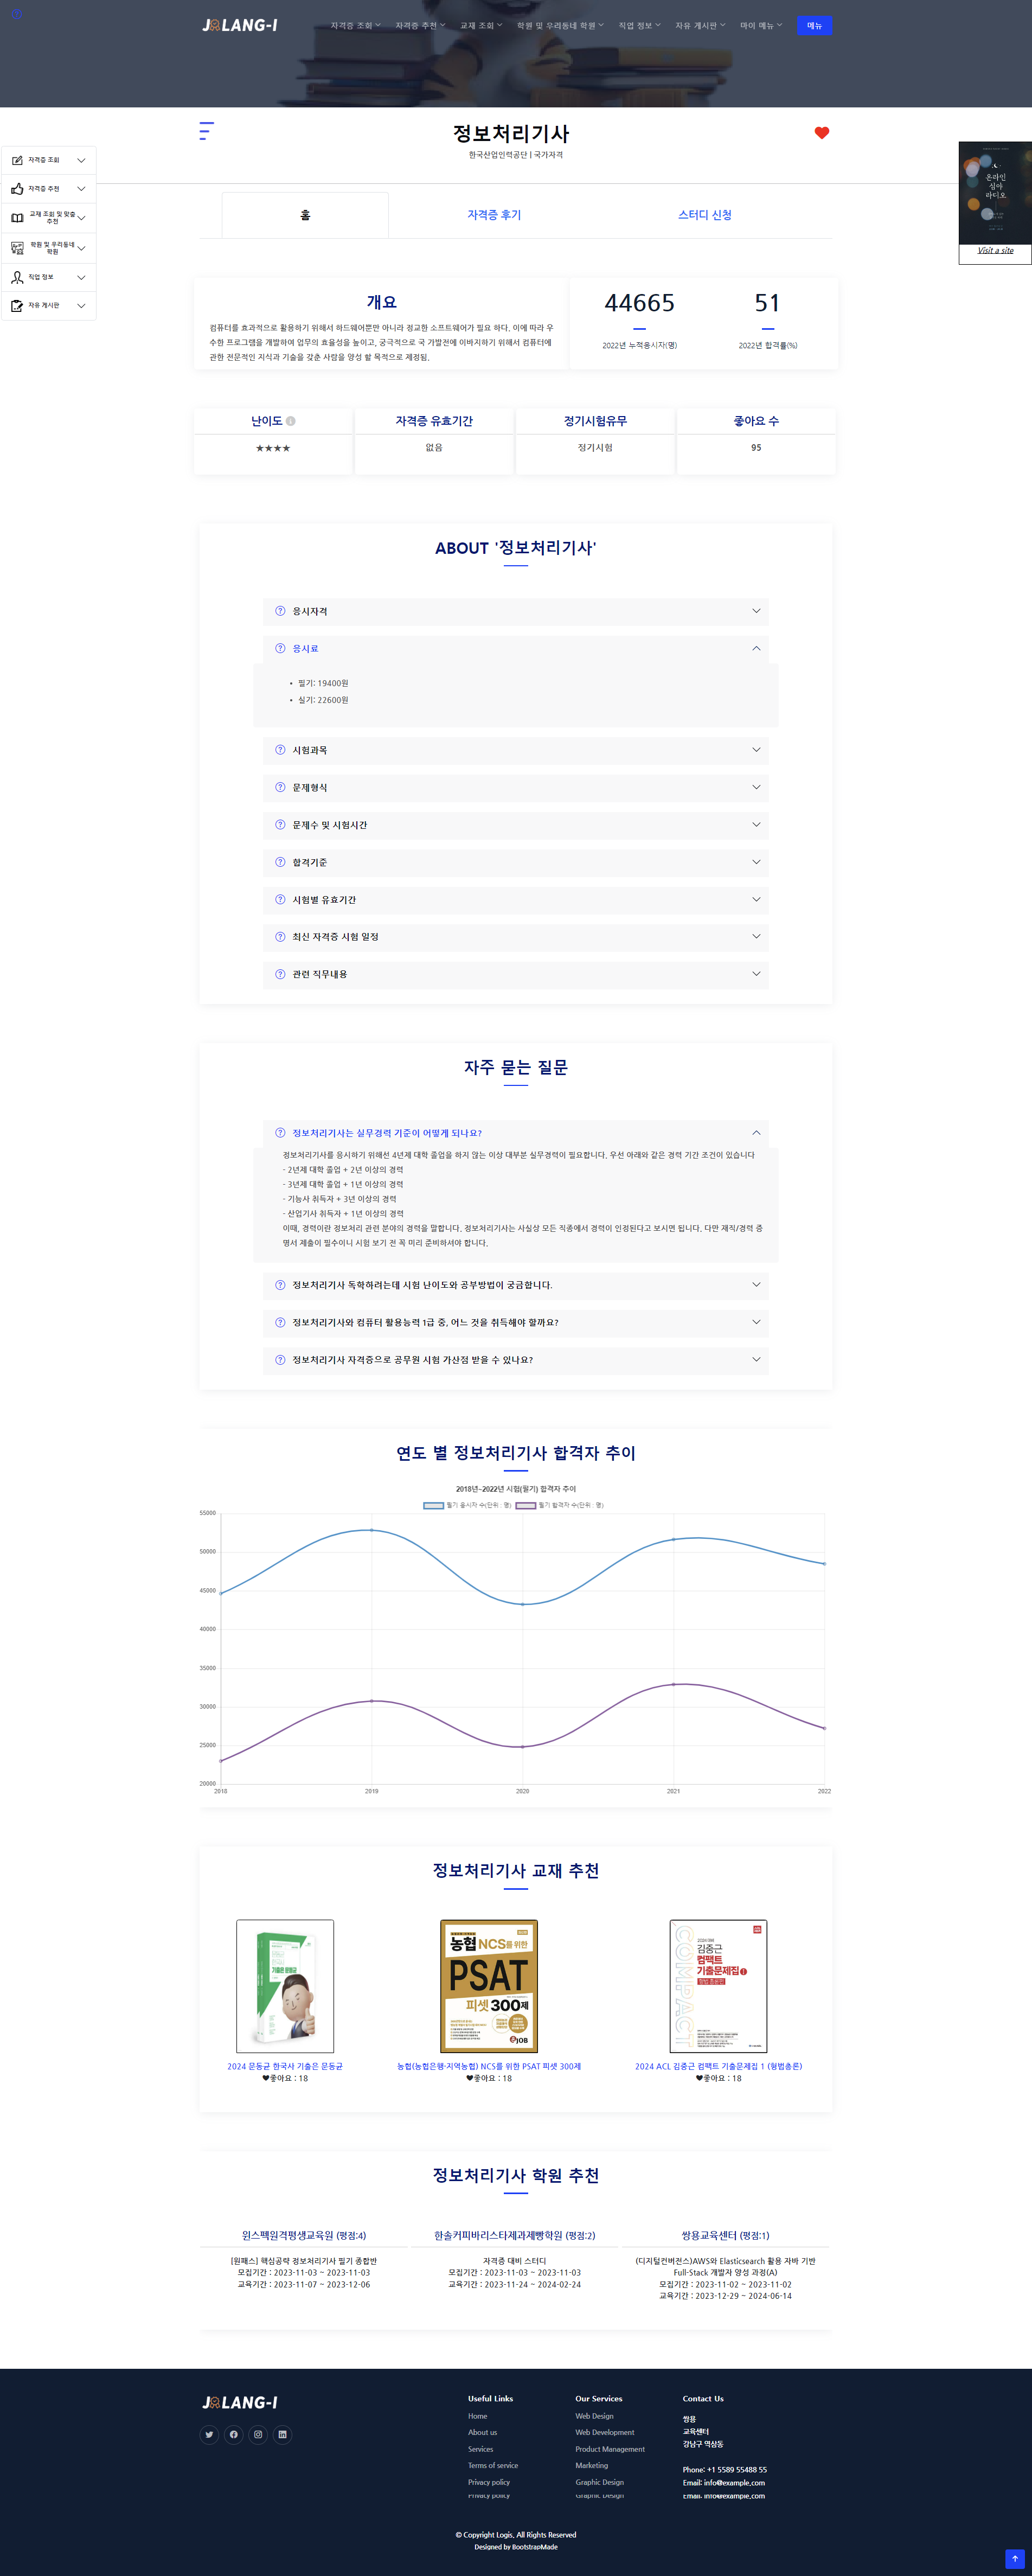 JOLANG-I
자격증 조회
자격증 추천
교재 조회
학원 및 우리동네 학원
직업 정보
자유 게시판
마이 메뉴
메뉴
정보처리기사
한국산업인력공단 | 국가자격
자격증 조회
자격증 추천
교재 조회 및 맞춤
추천
학원 및 우리동네
학원
직업 정보
자유 게시판
온라인
심야
라디오
Visit a site
홈
자격증 후기
스터디 신청
개요
컴퓨터를 효과적으로 활용하기 위해서 하드웨어뿐만 아니라 정교한 소프트웨어가 필요 하다. 이에 따라 우
수한 프로그램을 개발하여 업무의 효율성을 높이고, 궁극적으로 국 가발전에 이바지하기 위해서 컴퓨터에
관한 전문적인 지식과 기술을 갖춘 사람을 양성 할 목적으로 제정됨.
44665
2022년 누적응시자(명)
51
2022년 합격률(%)
난이도
★★★★
자격증 유효기간
없음
정기시험유무
정기시험
좋아요 수
95
ABOUT '정보처리기사'
응시자격
응시료
• 필기: 19400원
• 실기: 22600원
시험과목
문제형식
문제수 및 시험시간
합격기준
시험별 유효기간
최신 자격증 시험 일정
관련 직무내용
자주 묻는 질문
정보처리기사는 실무경력 기준이 어떻게 되나요?
정보처리기사를 응시하기 위해선 4년제 대학 졸업을 하지 않는 이상 대부분 실무경력이 필요합니다. 우선 아래와 같은 경력 기간 조건이 있습니다
- 2년제 대학 졸업 + 2년 이상의 경력
- 3년제 대학 졸업 + 1년 이상의 경력
- 기능사 취득자 + 3년 이상의 경력
- 산업기사 취득자 + 1년 이상의 경력
이때, 경력이란 정보처리 관련 분야의 경력을 말합니다. 정보처리기사는 사실상 모든 직종에서 경력이 인정된다고 보시면 됩니다. 다만 재직/경력 증
명서 제출이 필수이니 시험 보기 전 꼭 미리 준비하셔야 합니다.
정보처리기사 독학하려는데 시험 난이도와 공부방법이 궁금합니다.
정보처리기사와 컴퓨터 활용능력 1급 중, 어느 것을 취득해야 할까요?
정보처리기사 자격증으로 공무원 시험 가산점 받을 수 있나요?
연도 별 정보처리기사 합격자 추이
2018년~2022년 시험(필기) 합격자 추이
필기 응시자 수(단위 : 명)
필기 합격자 수(단위 : 명)
55000
50000
45000
40000
35000
30000
25000
20000
2018
2019
2020
2021
2022
정보처리기사 교재 추천
기출은 문동균
농협 NCS를 위한
PSAT
피셋 300제
JOB
COMPACT
김중근
컴팩트
기출문제집
2024 문동균 한국사 기출은 문동균
♥좋아요 : 18
농협(농협은행·지역농협) NCS를 위한 PSAT 피셋 300제
♥좋아요 : 18
2024 ACL 김중근 컴팩트 기출문제집 1 (형법총론)
♥좋아요 : 18
정보처리기사 학원 추천
윈스펙원격평생교육원 (평점:4)
[원패스] 핵심공략 정보처리기사 필기 종합반
모집기간 : 2023-11-03 ~ 2023-11-03
교육기간 : 2023-11-07 ~ 2023-12-06
한솔커피바리스타제과제빵학원 (평점:2)
자격증 대비 스터디
모집기간 : 2023-11-03 ~ 2023-11-03
교육기간 : 2023-11-24 ~ 2024-02-24
쌍용교육센터 (평점:1)
(디지털컨버전스)AWS와 Elasticsearch 활용 자바 기반
Full-Stack 개발자 양성 과정(A)
모집기간 : 2023-11-02 ~ 2023-11-02
교육기간 : 2023-12-29 ~ 2024-06-14
JOLANG-I
Useful Links
Home
About us
Services
Terms of service
Privacy policy
Privacy policy
Our Services
Web Design
Web Development
Product Management
Marketing
Graphic Design
Graphic Design
Contact Us
쌍용
교육센터
강남구 역삼동
Phone: +1 5589 55488 55
Email: info@example.com
Email: info@example.com
© Copyright Logis. All Rights Reserved
Designed by BootstrapMade